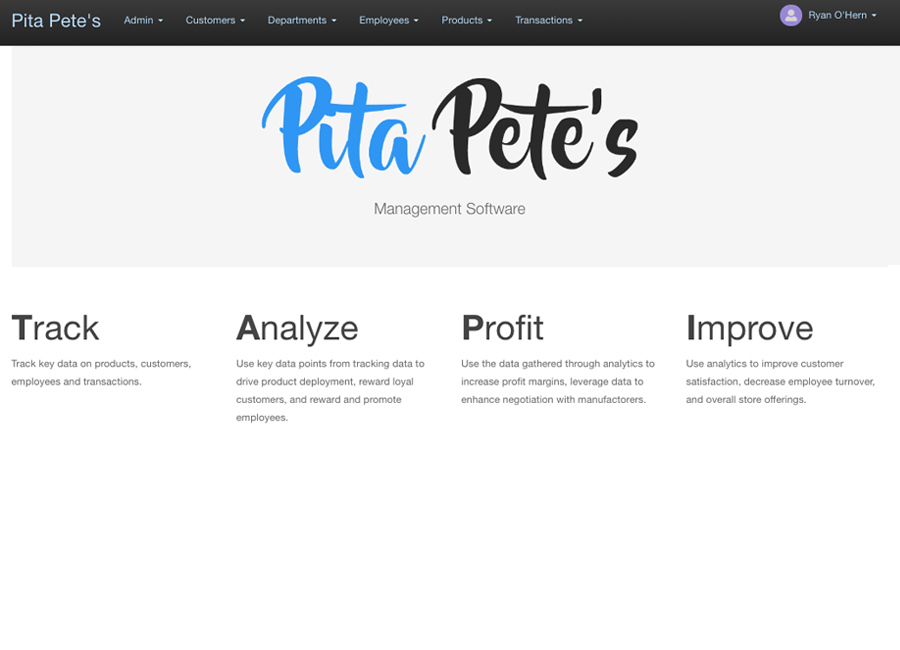 Pita Pete's Admin Customers Departments Employees Products Transactions Ryan O'Hern
Pita Pete's
Management Software
Track
Track key data on products, customers,
employees and transactions.
Analyze
Use key data points from tracking data to
drive product deployment, reward loyal
customers, and reward and promote
employees.
Profit
Use the data gathered through analytics to
increase profit margins, leverage data to
enhance negotiation with manufactorers.
Improve
Use analytics to improve customer
satisfaction, decrease employee turnover,
and overall store offerings.